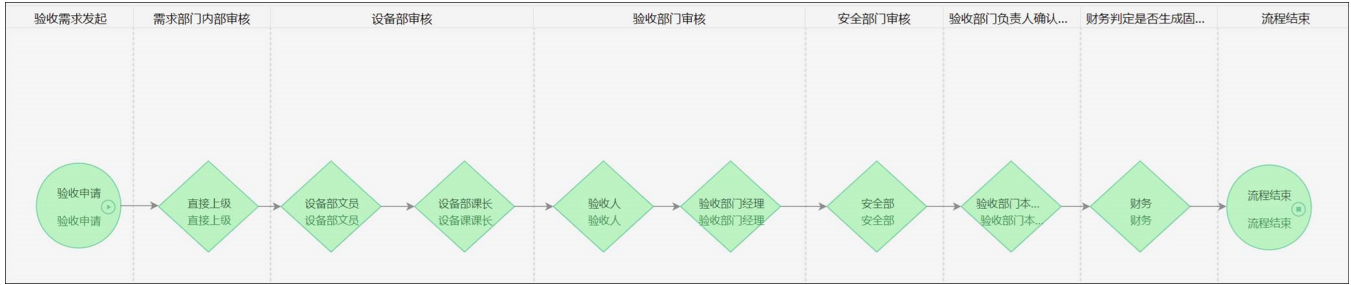 验收需求发起
需求部门内部审核
设备部审核
验收部门审核
安全部门审核
验收部门负责人确认...
财务判定是否生成固...
流程结束
验收申请
验收申请
直接上级
直接上级
设备部文员
设备部文员
设备部课长
设备课课长
验收人
验收人
验收部门经理
验收部门经理
安全部
安全部
验收部门本...
验收部门本...
财务
财务
流程结束
流程结束